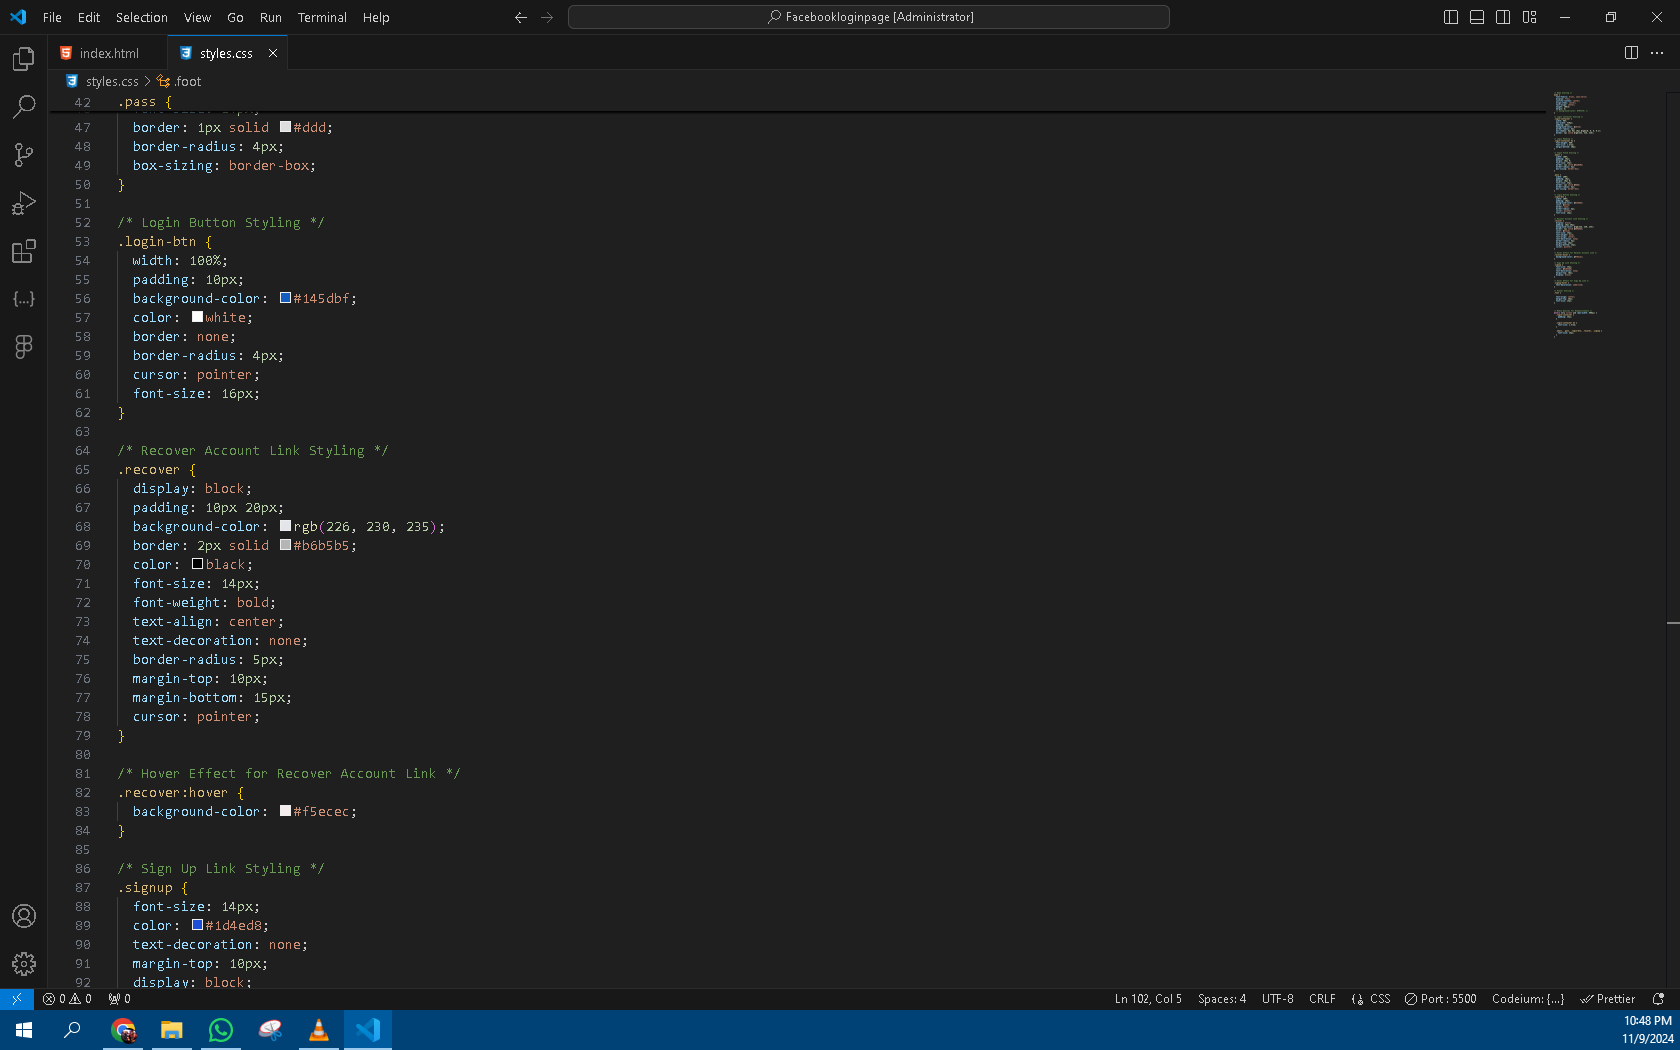 File Edit Selection View Go Run Terminal Help
Facebookloginpage [Administrator]
index.html
styles.css
styles.css > .foot
42 .pass {
47 border: 1px solid #ddd;
48 border-radius: 4px;
49 box-sizing: border-box;
50 }
51
52 /* Login Button Styling */
53 .login-btn {
54 width: 100%;
55 padding: 10px;
56 background-color: #145dbf;
57 color: white;
58 border: none;
59 border-radius: 4px;
60 cursor: pointer;
61 font-size: 16px;
62 }
63
64 /* Recover Account Link Styling */
65 .recover {
66 display: block;
67 padding: 10px 20px;
68 background-color: rgb(226, 230, 235);
69 border: 2px solid #b6b5b5;
70 color: black;
71 font-size: 14px;
72 font-weight: bold;
73 text-align: center;
74 text-decoration: none;
75 border-radius: 5px;
76 margin-top: 10px;
77 margin-bottom: 15px;
78 cursor: pointer;
79 }
80
81 /* Hover Effect for Recover Account Link */
82 .recover:hover {
83 background-color: #f5ecec;
84 }
85
86 /* Sign Up Link Styling */
87 .signup {
88 font-size: 14px;
89 color: #1d4ed8;
90 text-decoration: none;
91 margin-top: 10px;
92 display: block;
0 0 0 Ln 102, Col 5 Spaces: 4 UTF-8 CRLF CSS Port : 5500 Codeium: {...} Prettier
10:48 PM
11/9/2024